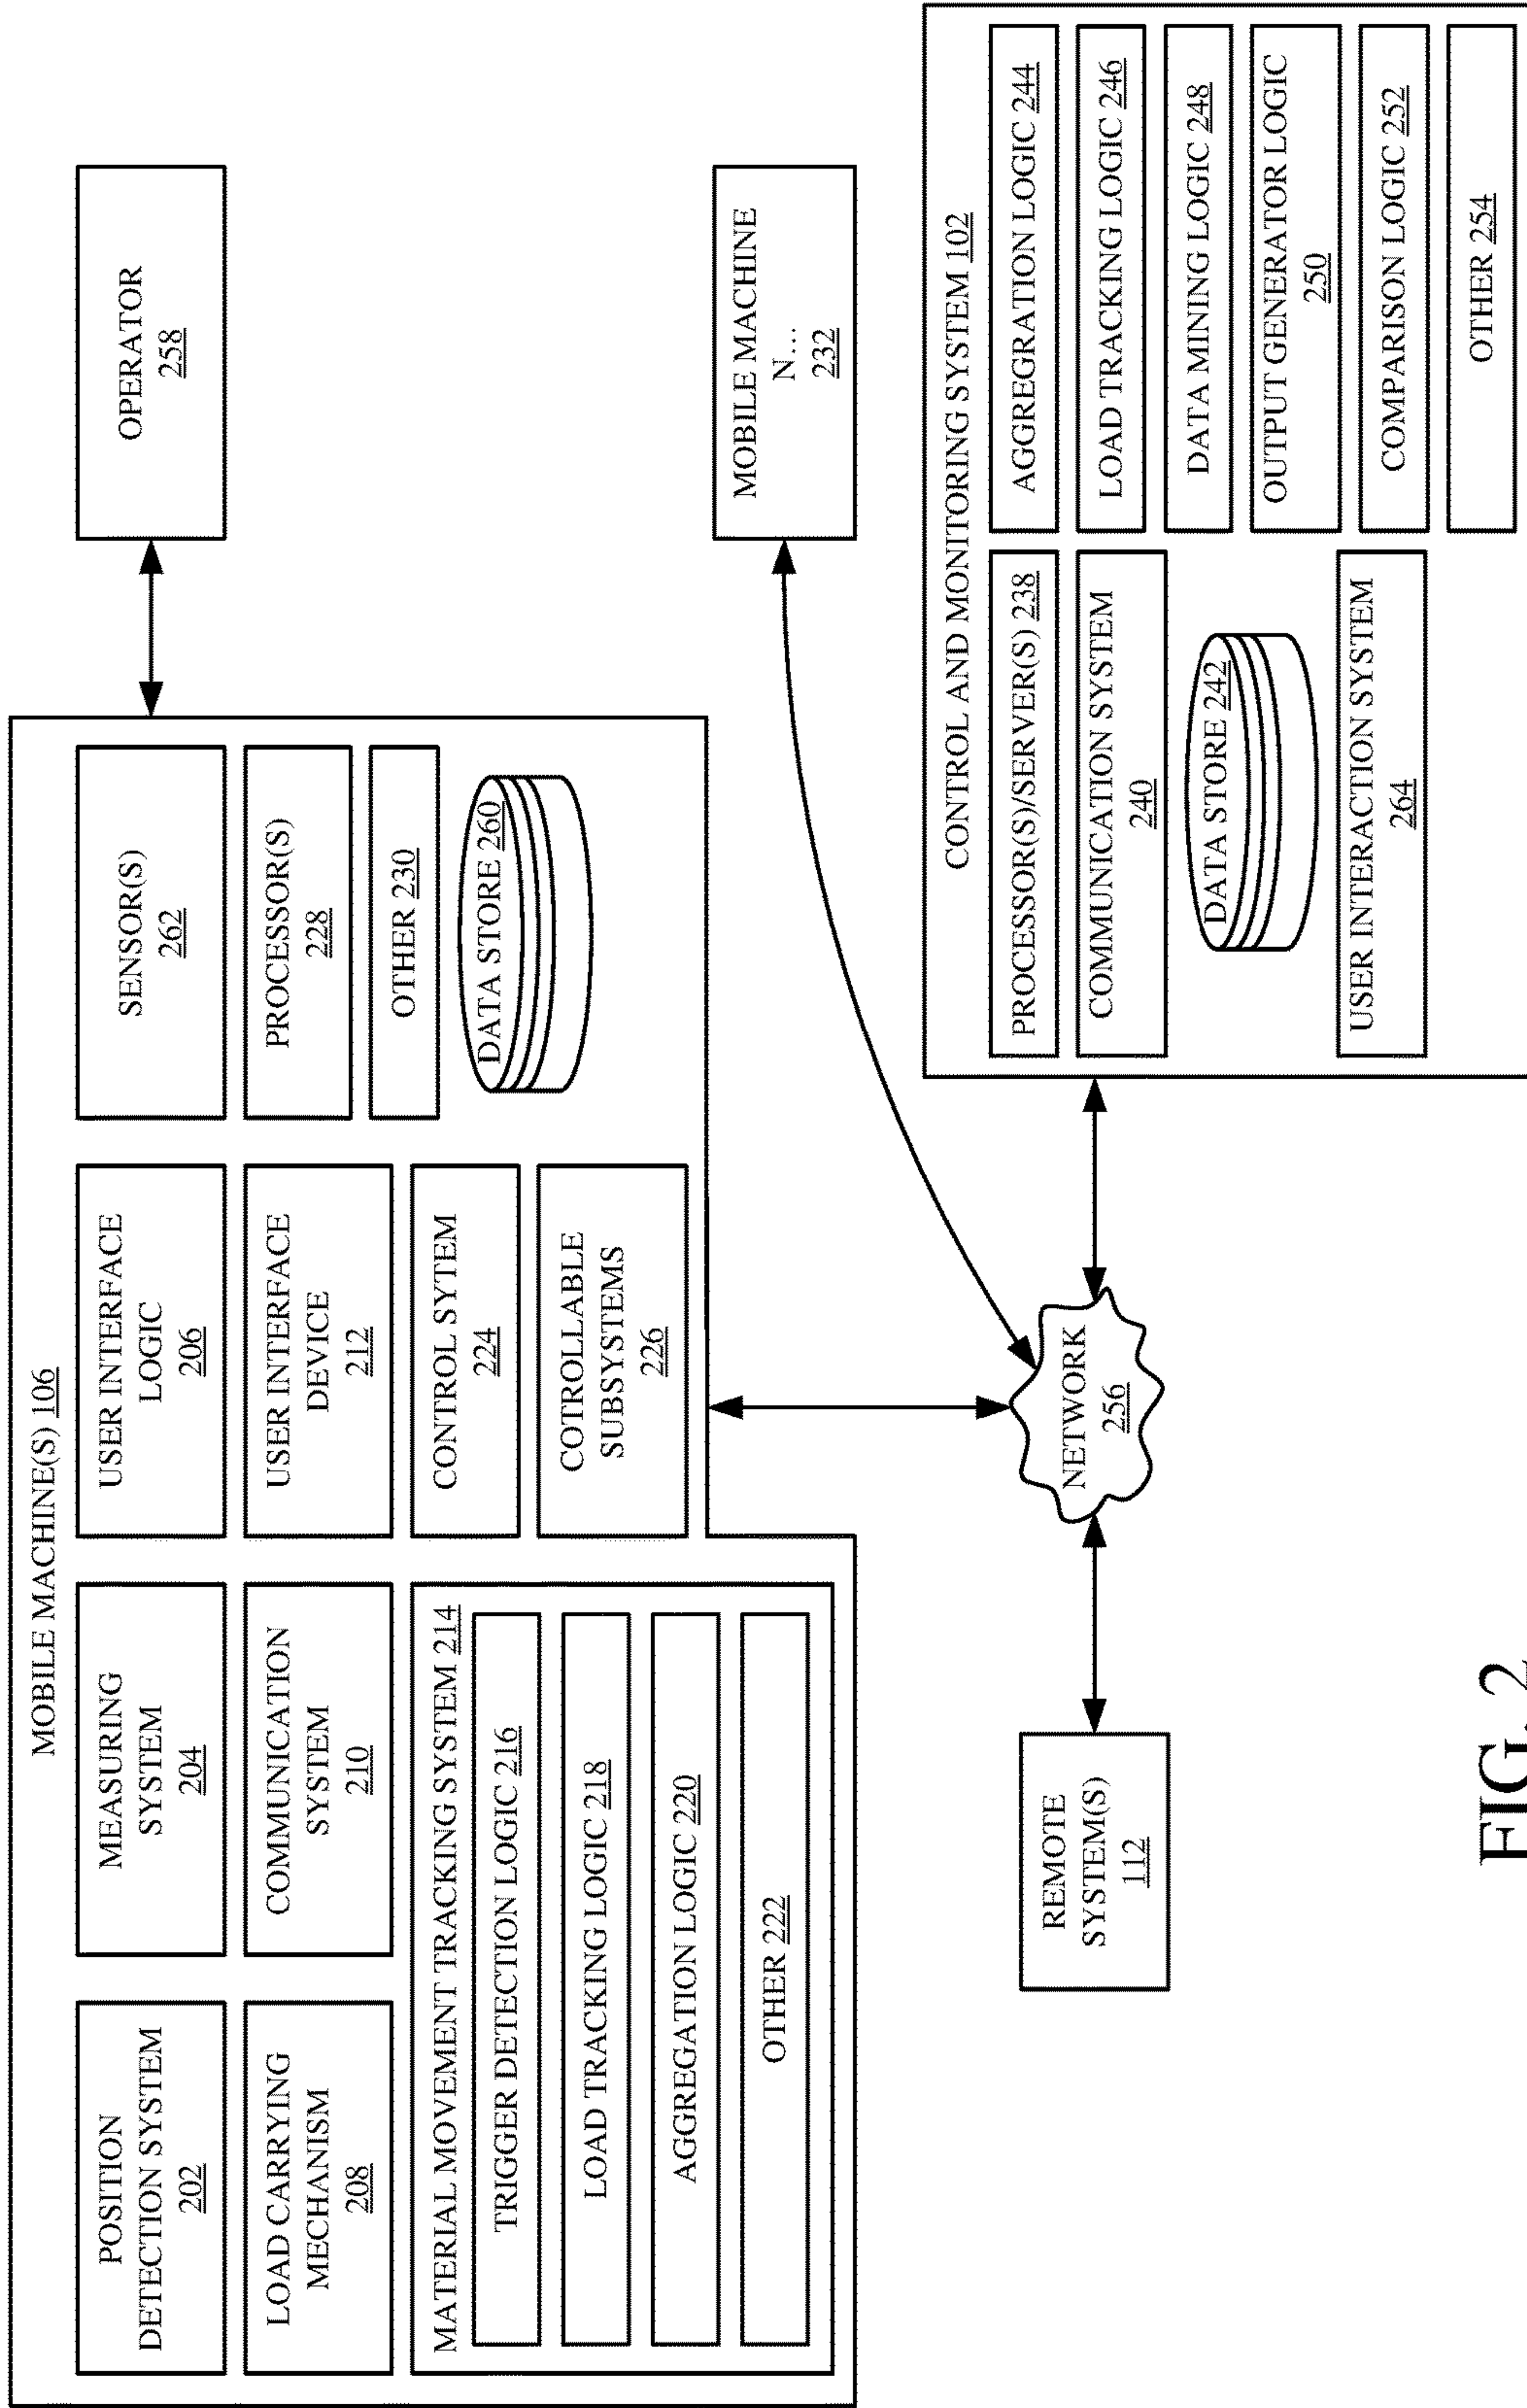 MOBILE MACHINE(S) 106
POSITION
DETECTION SYSTEM
202
MEASURING
SYSTEM
204
USER INTERFACE
LOGIC
206
SENSOR(S)
262
LOAD CARRYING
MECHANISM
208
COMMUNICATION
SYSTEM
210
USER INTERFACE
DEVICE
212
PROCESSOR(S)
228
MATERIAL MOVEMENT TRACKING SYSTEM 214
TRIGGER DETECTION LOGIC 216
LOAD TRACKING LOGIC 218
AGGREGATION LOGIC 220
OTHER 222
CONTROL SYTEM
224
COTROLLABLE
SUBSYSTEMS
226
OTHER 230
DATA STORE 260
OPERATOR
258
MOBILE MACHINE
N...
232
NETWORK
256
REMOTE
SYSTEM(S)
112
CONTROL AND MONITORING SYSTEM 102
PROCESSOR(S)/SERVER(S) 238
COMMUNICATION SYSTEM
240
DATA STORE 242
USER INTERACTION SYSTEM
264
AGGREGRATION LOGIC 244
LOAD TRACKING LOGIC 246
DATA MINING LOGIC 248
OUTPUT GENERATOR LOGIC
250
COMPARISON LOGIC 252
OTHER 254
FIG. 2